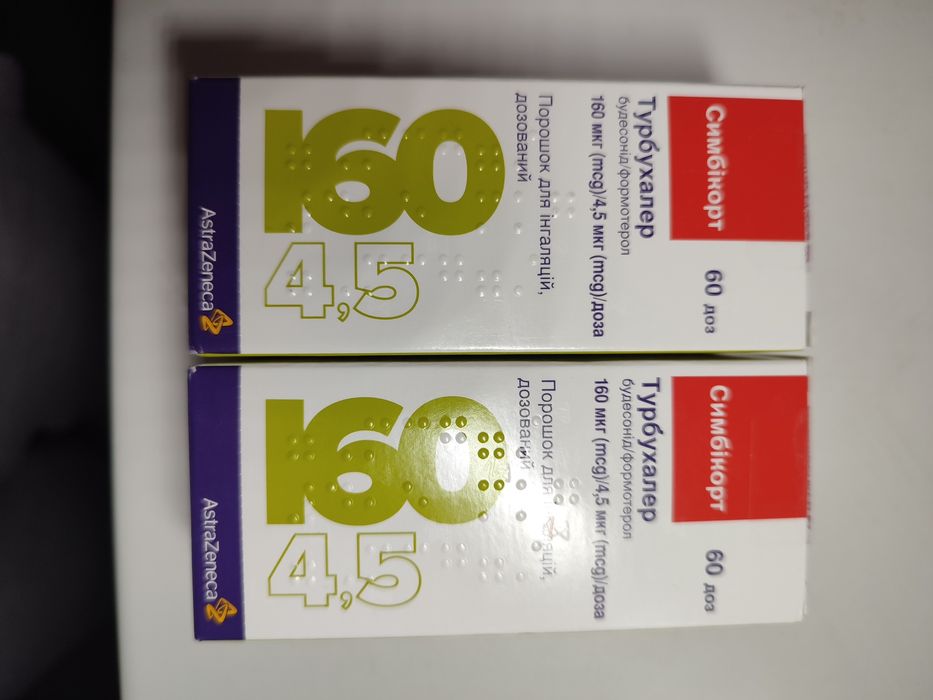 Симбікорт
60 доз
Турбухалер
будесонід/формотерол
160 мкг (mcg)/4,5 мкг (mcg)/доза
Порошок для інгаляцій,
дозований
160
4,5
AstraZeneca
Симбікорт
60 доз
Турбухалер
будесонід/формотерол
160 мкг (mcg)/4,5 мкг (mcg)/доза
Порошок для
дозований
160
4,5
AstraZeneca